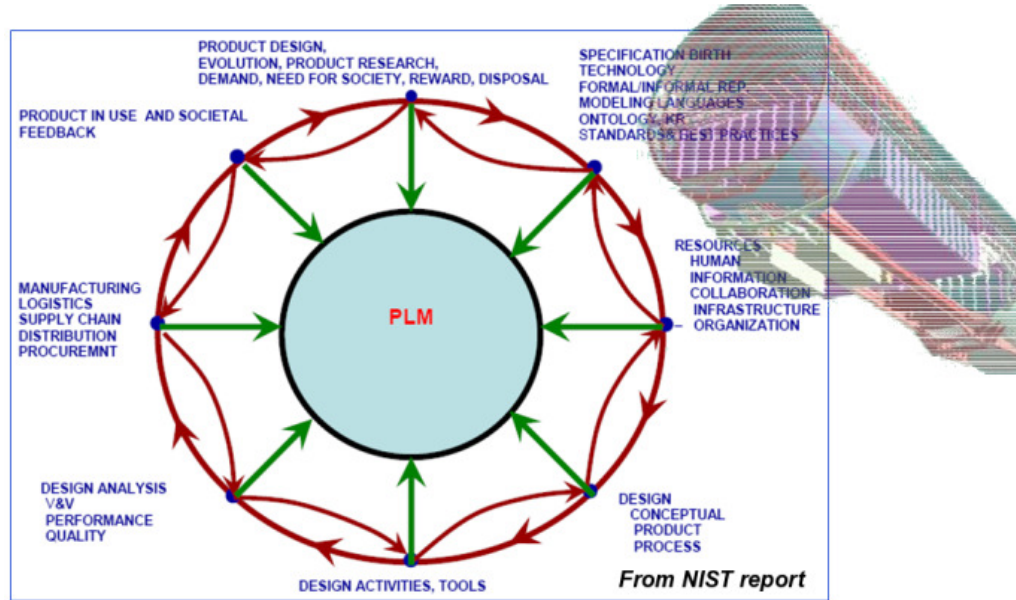 PRODUCT DESIGN,
EVOLUTION, PRODUCT RESEARCH,
DEMAND, NEED FOR SOCIETY, REWARD, DISPOSAL
SPECIFICATION BIRTH
TECHNOLOGY
FORMAL/INFORMAL REP.
MODELING LANGUAGES
ONTOLOGY, KR
STANDARDS& BEST PRACTICES
PRODUCT IN USE AND SOCIETAL
FEEDBACK
RESOURCES
HUMAN
INFORMATION
COLLABORATION
INFRASTRUCTURE
– ORGANIZATION
MANUFACTURING
LOGISTICS
SUPPLY CHAIN
DISTRIBUTION
PROCUREMNT
PLM
DESIGN ANALYSIS
V&V
PERFORMANCE
QUALITY
DESIGN
CONCEPTUAL
PRODUCT
PROCESS
DESIGN ACTIVITIES, TOOLS
From NIST report